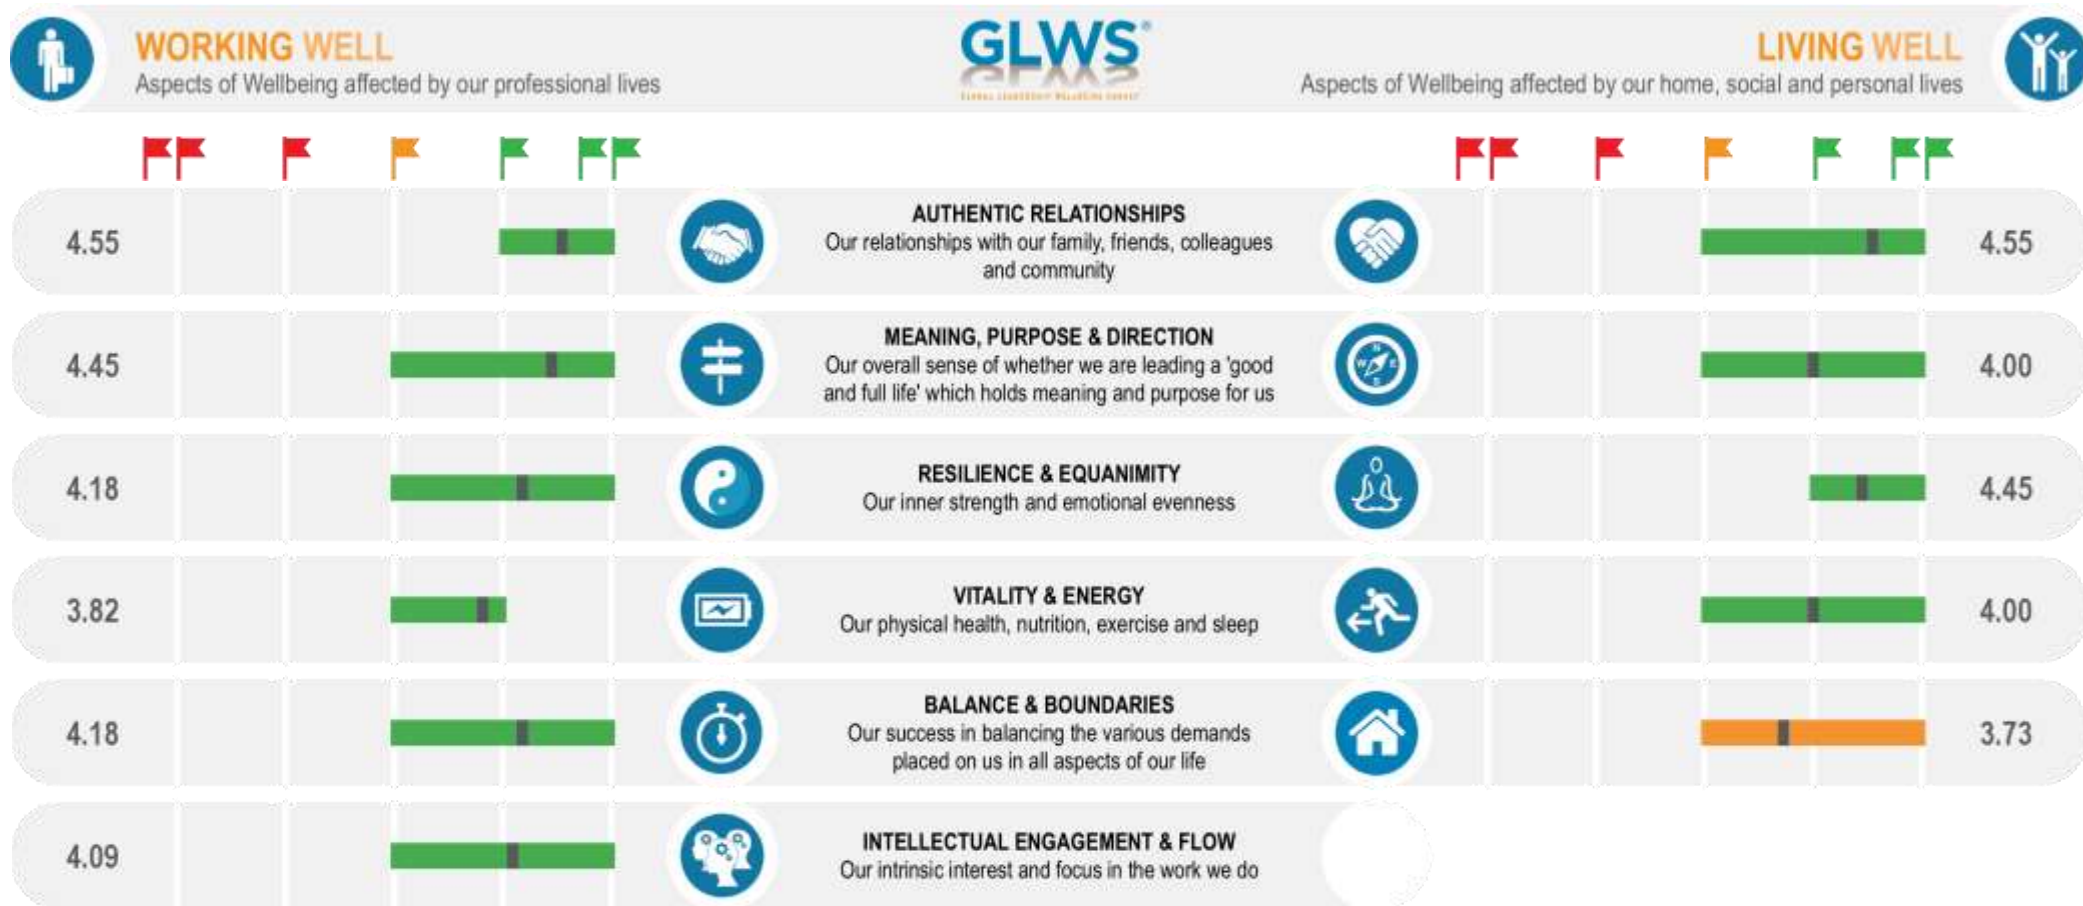 WORKING WELL
Aspects of Wellbeing affected by our professional lives
GLWS®
GLOBAL LEADERSHIP WELLBEING SURVEY
LIVING WELL
Aspects of Wellbeing affected by our home, social and personal lives
4.55
AUTHENTIC RELATIONSHIPS
Our relationships with our family, friends, colleagues
and community
4.55
4.45
MEANING, PURPOSE & DIRECTION
Our overall sense of whether we are leading a 'good
and full life' which holds meaning and purpose for us
N
W E
S
4.00
4.18
RESILIENCE & EQUANIMITY
Our inner strength and emotional evenness
4.45
3.82
VITALITY & ENERGY
Our physical health, nutrition, exercise and sleep
4.00
4.18
BALANCE & BOUNDARIES
Our success in balancing the various demands
placed on us in all aspects of our life
3.73
4.09
INTELLECTUAL ENGAGEMENT & FLOW
Our intrinsic interest and focus in the work we do